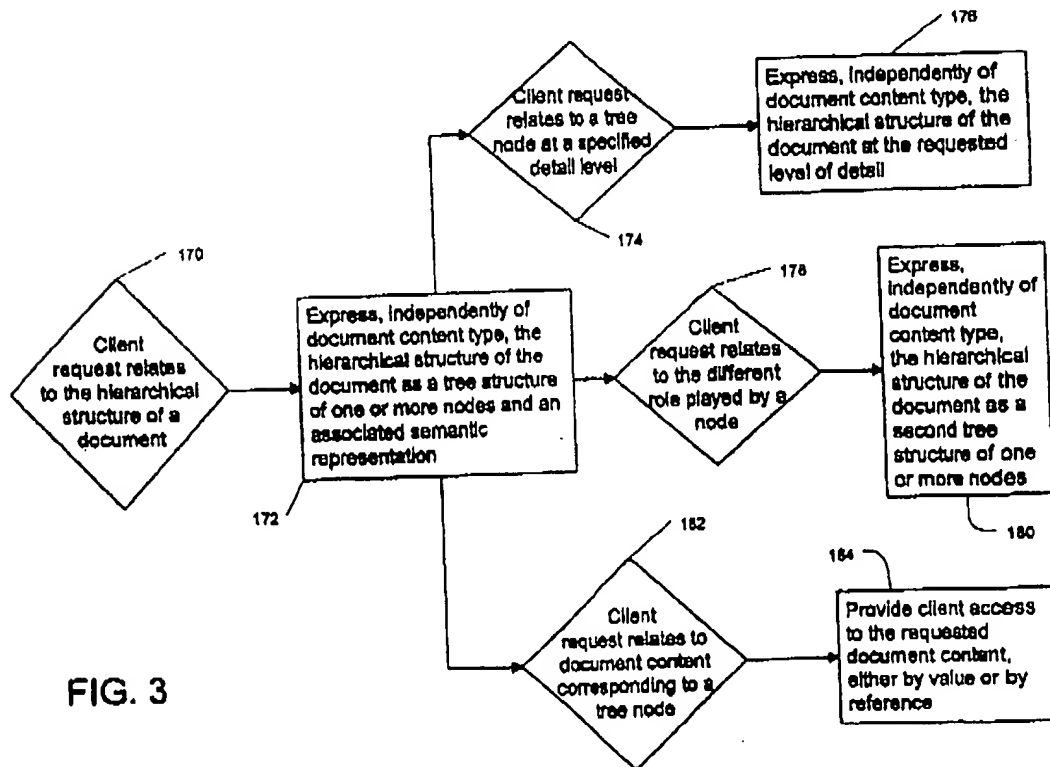 170
Client
request relates
to the hierarchical
structure of a
document
Express, independently of
document content type, the
hierarchical structure of the
document as a tree structure
of one or more nodes and an
associated semantic
representation
172
Client request
relates to a tree
node at a specified
detail level
174
176
Express, independently of
document content type, the
hierarchical structure of the
document at the requested
level of detail
178
Client
request relates
to the different
role played by a
node
Express,
independently of
document
content type,
the hierarchical
structure of the
document as a
second tree
structure of one
or more nodes
180
182
Client
request relates to
document content
corresponding to a
tree node
184
Provide client access
to the requested
document content,
either by value or by
reference
FIG. 3